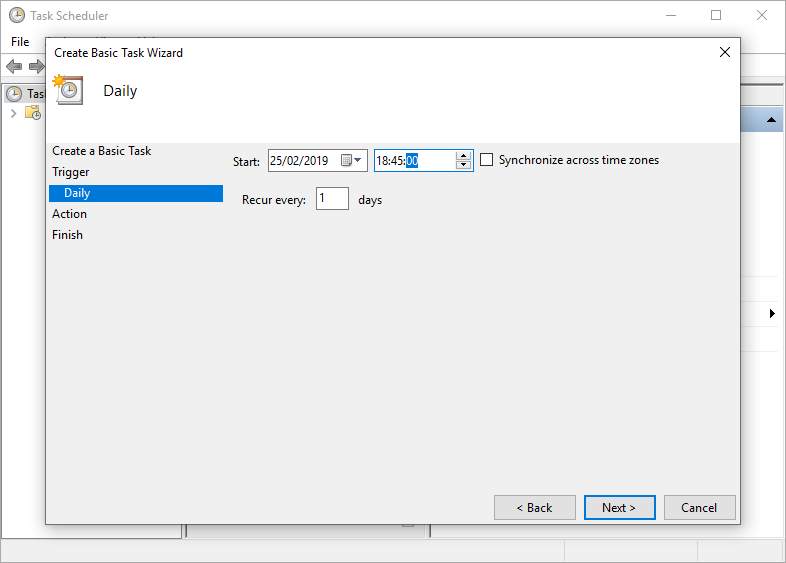 Task Scheduler
File
Create Basic Task Wizard
Daily
Create a Basic Task
Trigger
Daily
Action
Finish
Start: 25/02/2019 18:45:00 Synchronize across time zones
Recur every: 1 days
< Back Next > Cancel